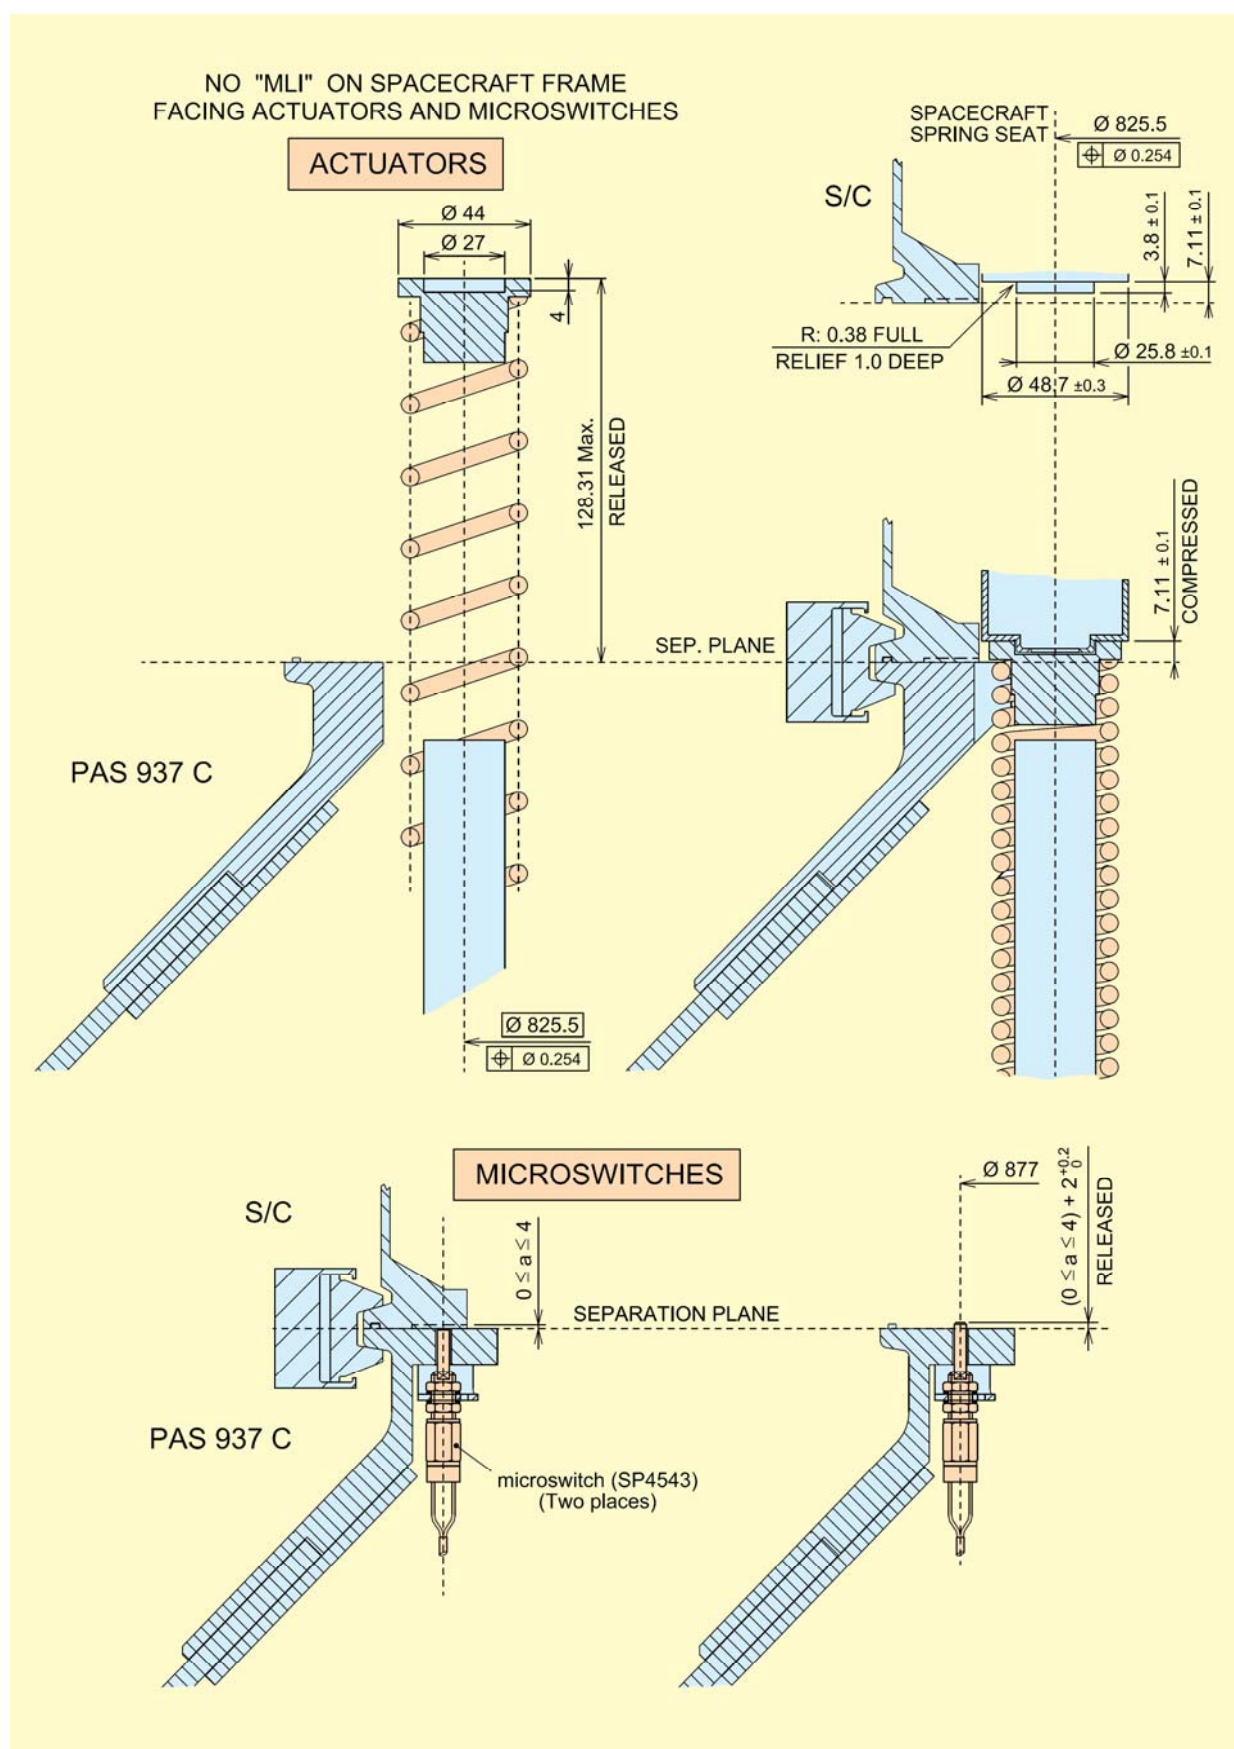 NO "MLI" ON SPACECRAFT FRAME
FACING ACTUATORS AND MICROSWITCHES
ACTUATORS
Ø 44
Ø 27
4
128.31 Max.
RELEASED
PAS 937 C
Ø 825.5
⌖ Ø 0.254
SPACECRAFT
SPRING SEAT
Ø 825.5
⌖ Ø 0.254
S/C
3.8 ± 0.1
7.11 ± 0.1
R: 0.38 FULL
RELIEF 1.0 DEEP
Ø 25.8 ±0.1
Ø 48.7 ±0.3
SEP. PLANE
7.11 ± 0.1
COMPRESSED
MICROSWITCHES
S/C
0 ≤ a ≤ 4
SEPARATION PLANE
PAS 937 C
microswitch (SP4543)
(Two places)
Ø 877
(0 ≤ a ≤ 4) + 2 +0.2 0
RELEASED